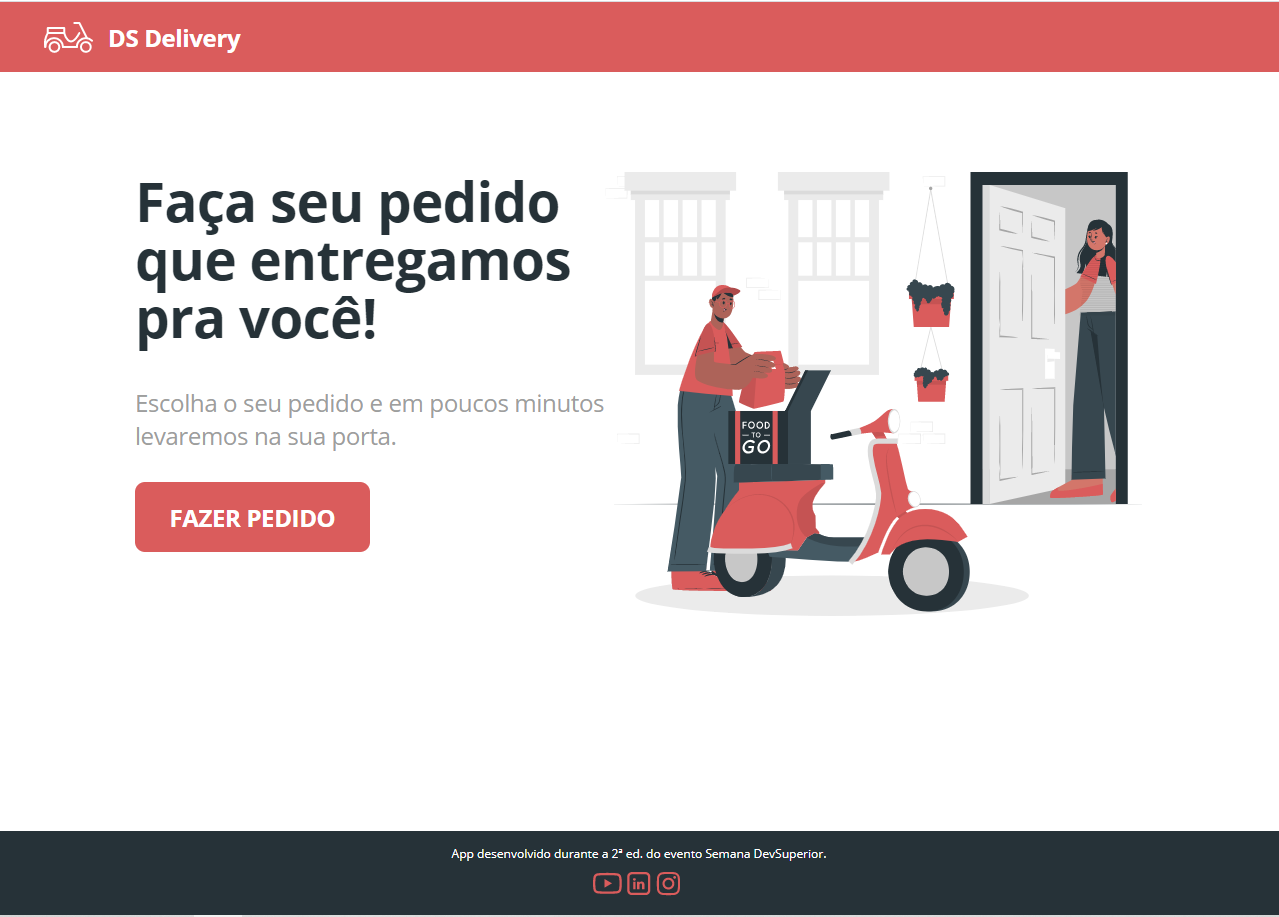 DS Delivery
Faça seu pedido
que entregamos
pra você!
Escolha o seu pedido e em poucos minutos
levaremos na sua porta.
FAZER PEDIDO
FOOD
TO
GO
App desenvolvido durante a 2ª ed. do evento Semana DevSuperior.
in